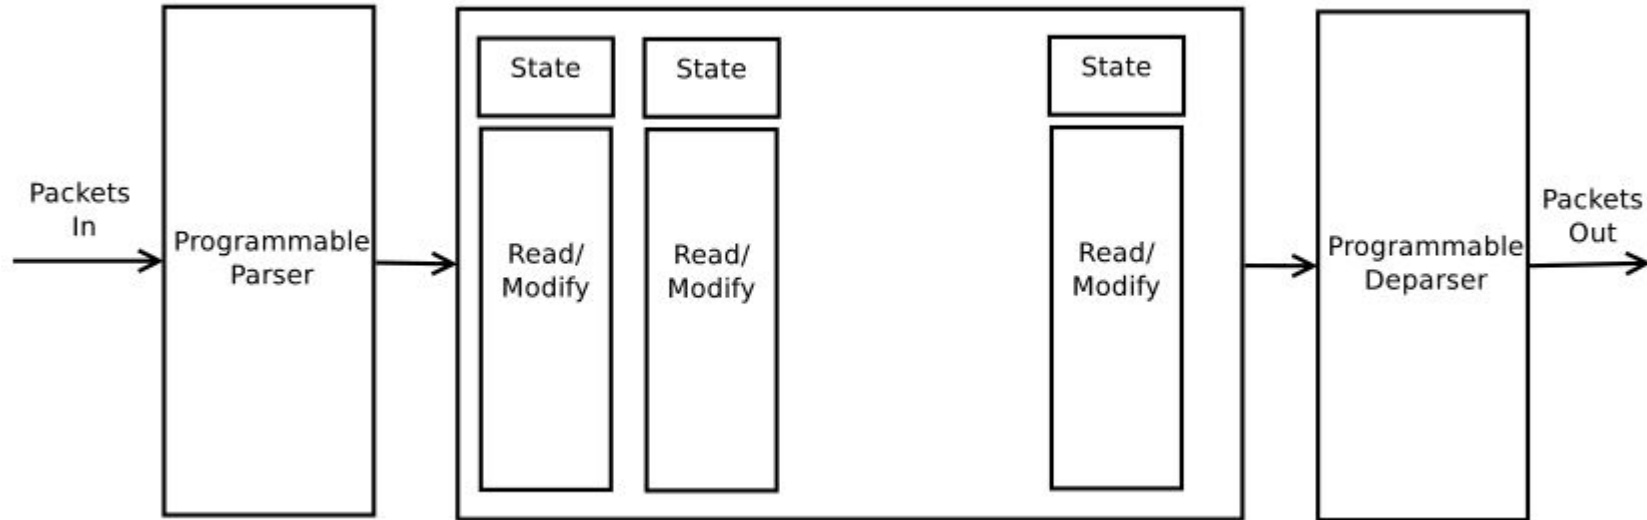 Packets
In
Programmable
Parser
State
Read/
Modify
State
Read/
Modify
State
Read/
Modify
Programmable
Deparser
Packets
Out